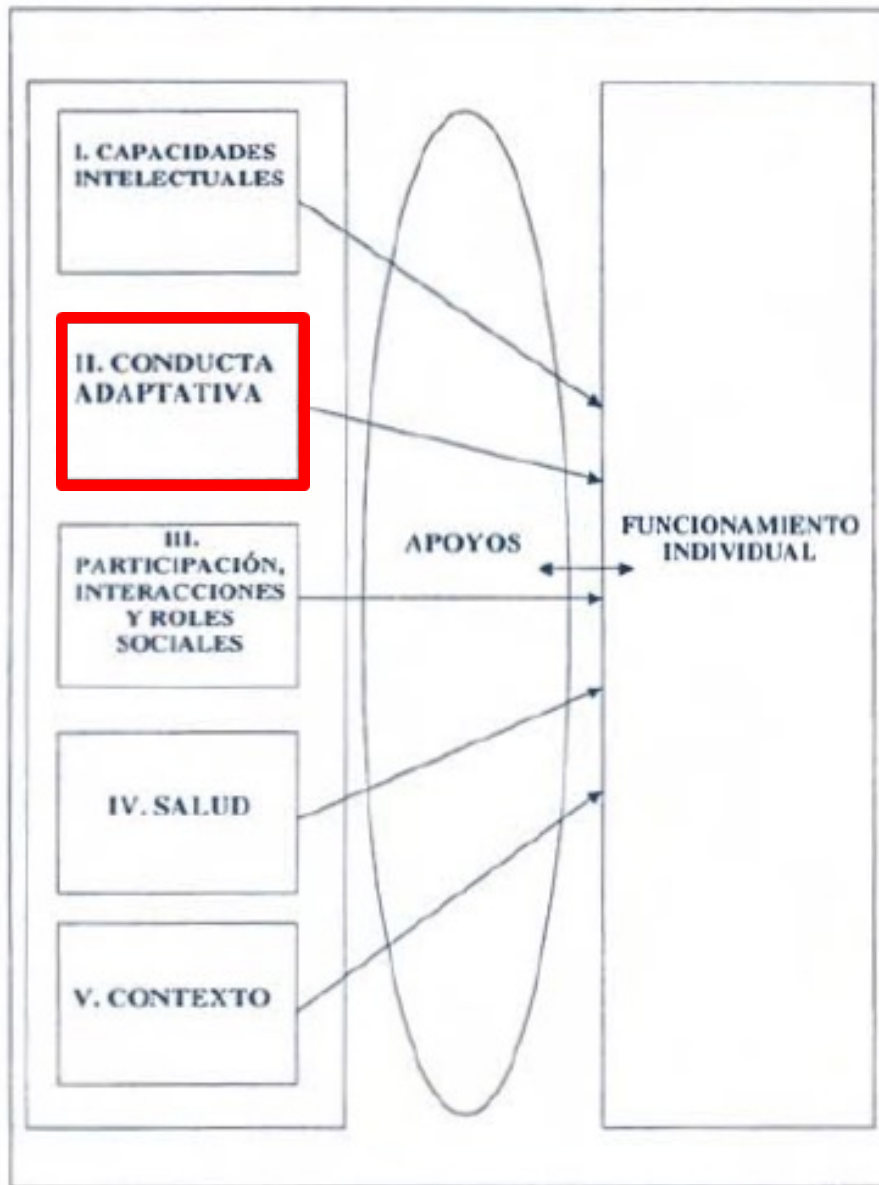 I. CAPACIDADES
INTELECTUALES
II. CONDUCTA
ADAPTATIVA
III.
PARTICIPACIÓN,
INTERACCIONES
Y ROLES
SOCIALES
IV. SALUD
V. CONTEXTO
APOYOS
FUNCIONAMIENTO
INDIVIDUAL